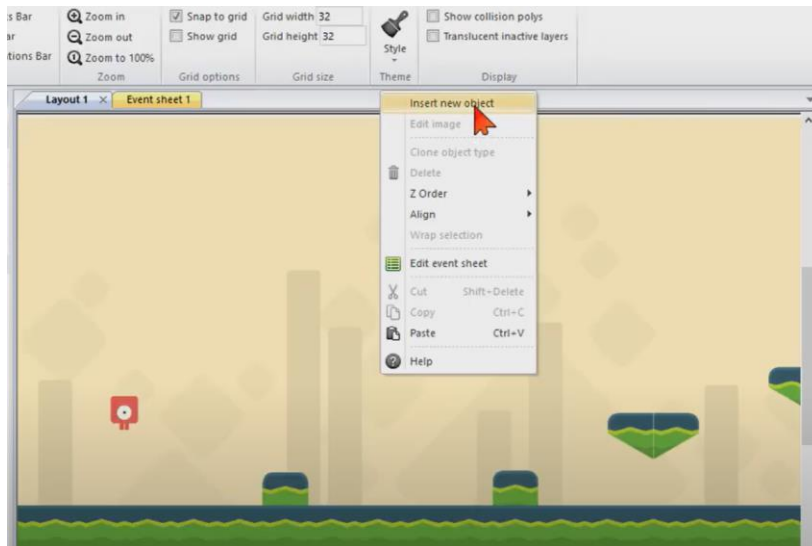 s Bar
Zoom in
Snap to grid
Grid width 32
Show collision polys
ar
Zoom out
Show grid
Grid height 32
Translucent inactive layers
tions Bar
Zoom to 100%
Style
Zoom
Grid options
Grid size
Theme
Display
Layout 1
Event sheet 1
Insert new object
Edit image
Clone object type
Delete
Z Order
Align
Wrap selection
Edit event sheet
Cut Shift-Delete
Copy Ctrl+C
Paste Ctrl+V
Help